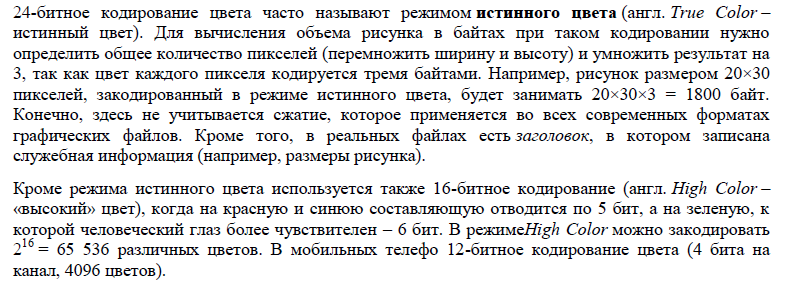 24-битное кодирование цвета часто называют режимом истинного цвета (англ. True Color –
истинный цвет). Для вычисления объема рисунка в байтах при таком кодировании нужно
определить общее количество пикселей (перемножить ширину и высоту) и умножить результат на
3, так как цвет каждого пикселя кодируется тремя байтами. Например, рисунок размером 20×30
пикселей, закодированный в режиме истинного цвета, будет занимать 20×30×3 = 1800 байт.
Конечно, здесь не учитывается сжатие, которое применяется во всех современных форматах
графических файлов. Кроме того, в реальных файлах есть заголовок, в котором записана
служебная информация (например, размеры рисунка).
Кроме режима истинного цвета используется также 16-битное кодирование (англ. High Color –
«высокий» цвет), когда на красную и синюю составляющую отводится по 5 бит, а на зеленую, к
которой человеческий глаз более чувствителен – 6 бит. В режимеHigh Color можно закодировать
2¹⁶ = 65 536 различных цветов. В мобильных телефо 12-битное кодирование цвета (4 бита на
канал, 4096 цветов).